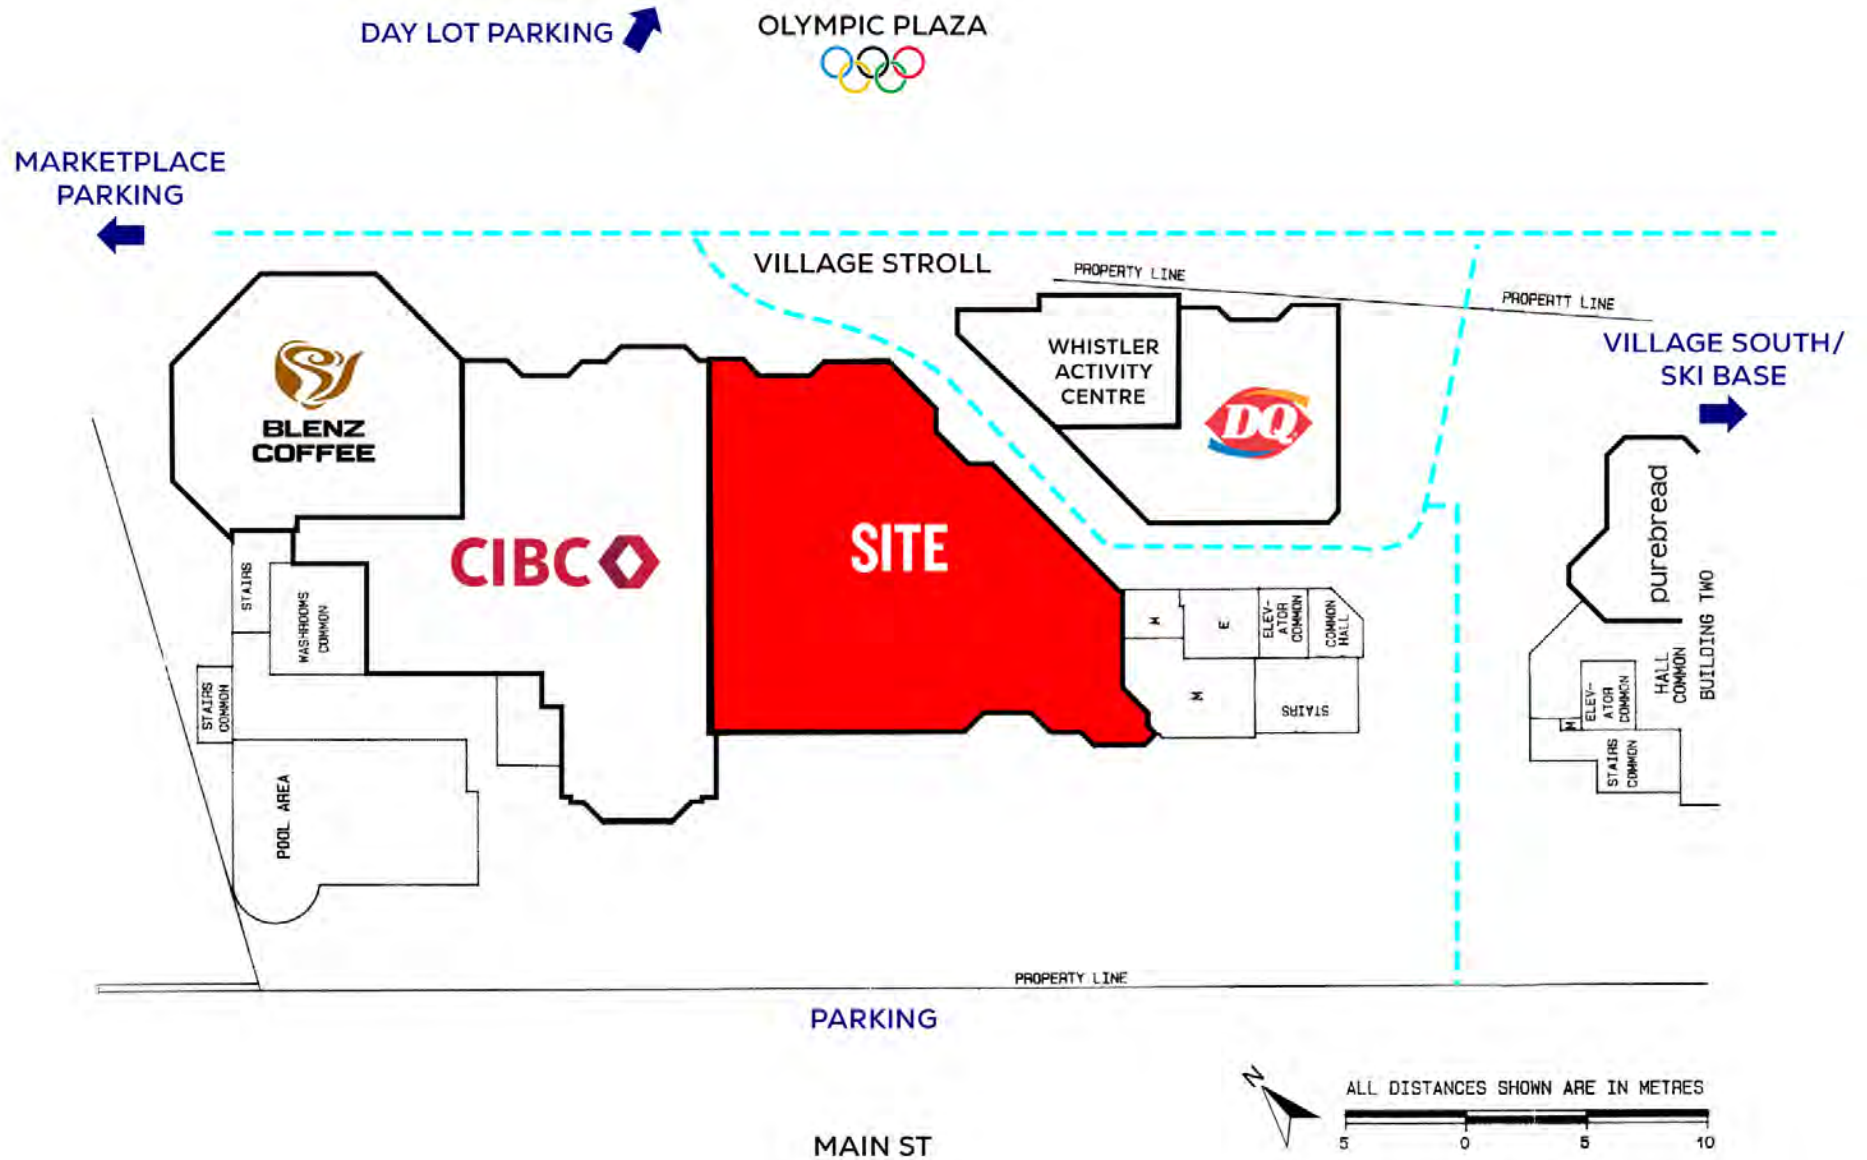 DAY LOT PARKING
OLYMPIC PLAZA
MARKETPLACE
PARKING
VILLAGE STROLL
PROPERTY LINE
PROPERTT LINE
VILLAGE SOUTH/
SKI BASE
BLENZ
COFFEE
WHISTLER
ACTIVITY
CENTRE
DQ
purebread
CIBC
SITE
STAIRS
WASHROOMS
COMMON
STAIRS
COMMON
POOL AREA
M
E
ELEV-
ATOR
COMMON
COMMON
HALL
M
STAIRS
BUILDING TWO
HALL
COMMON
ELEV-
ATOR
COMMON
M
STAIRS
COMMON
PROPERTY LINE
PARKING
MAIN ST
N
ALL DISTANCES SHOWN ARE IN METRES
5 0 5 10